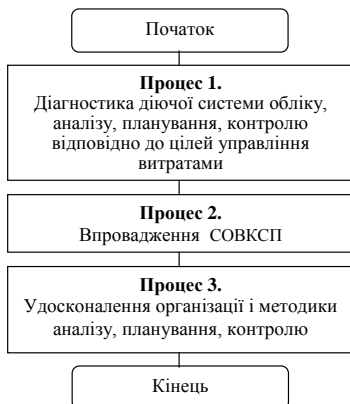 Початок
Процес 1.
Діагностика діючої системи обліку,
аналізу, планування, контролю
відповідно до цілей управління
витратами
Процес 2.
Впровадження СОВКСП
Процес 3.
Удосконалення організації і методики
аналізу, планування, контролю
Кінець